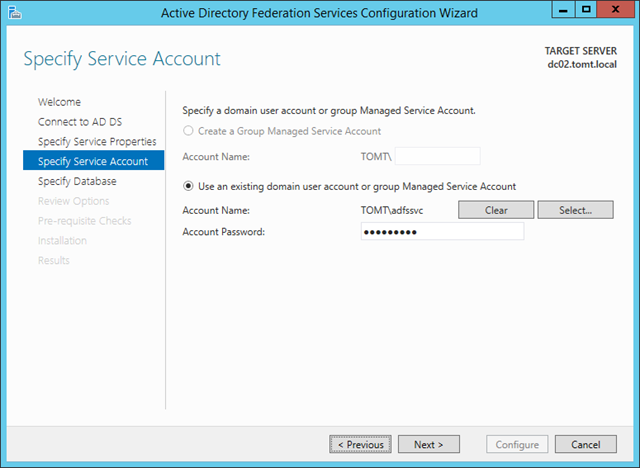 Active Directory Federation Services Configuration Wizard
Specify Service Account
TARGET SERVER
dc02.tomt.local
Welcome
Connect to AD DS
Specify Service Properties
Specify Service Account
Specify Database
Review Options
Pre-requisite Checks
Installation
Results
Specify a domain user account or group Managed Service Account.
Create a Group Managed Service Account
Account Name: TOMT\
Use an existing domain user account or group Managed Service Account
Account Name: TOMT\adfssvc Clear Select...
Account Password: •••••••••
< Previous Next > Configure Cancel